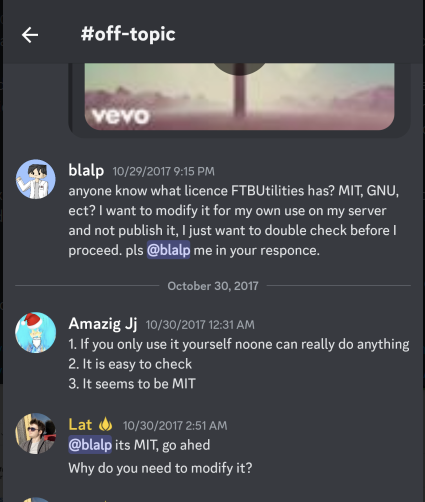 #off-topic
vevo
blalp 10/29/2017 9:15 PM
anyone know what licence FTBUtilities has? MIT, GNU,
ect? I want to modify it for my own use on my server
and not publish it, I just want to double check before I
proceed. pls @blalp me in your responce.
October 30, 2017
Amazig Jj 10/30/2017 12:31 AM
1. If you only use it yourself noone can really do anything
2. It is easy to check
3. It seems to be MIT
Lat 10/30/2017 2:51 AM
@blalp its MIT, go ahed
Why do you need to modify it?